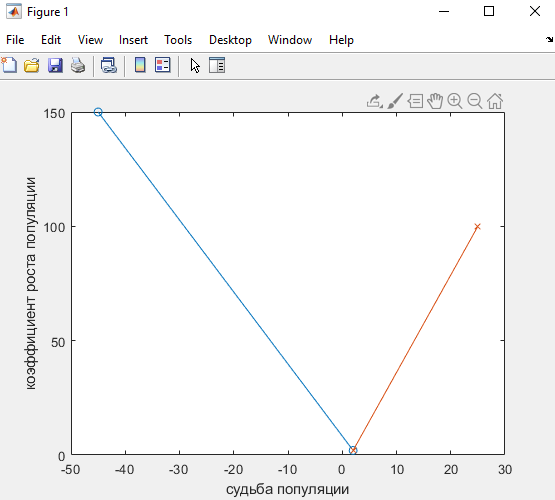 Figure 1
File Edit View Insert Tools Desktop Window Help
150
100
50
0
коэффициент роста популяции
-50 -40 -30 -20 -10 0 10 20 30
судьба популяции